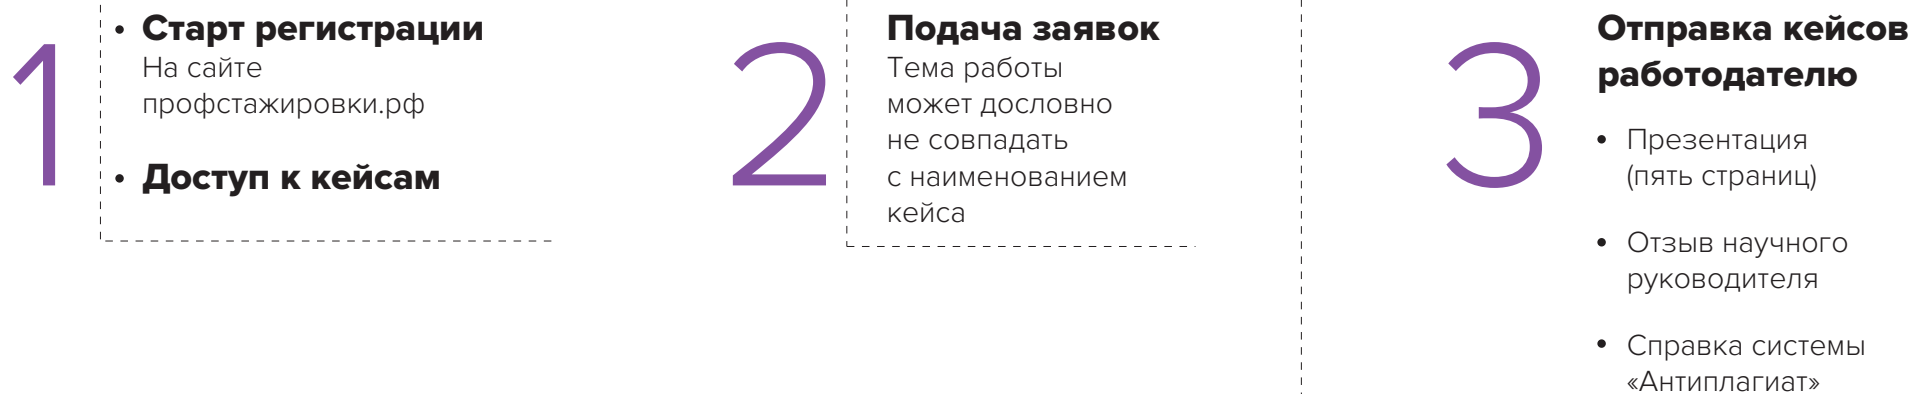 1
• Старт регистрации
На сайте
профстажировки.рф
• Доступ к кейсам
2
Подача заявок
Тема работы
может дословно
не совпадать
с наименованием
кейса
3
Отправка кейсов
работодателю
• Презентация
(пять страниц)
• Отзыв научного
руководителя
• Справка системы
«Антиплагиат»